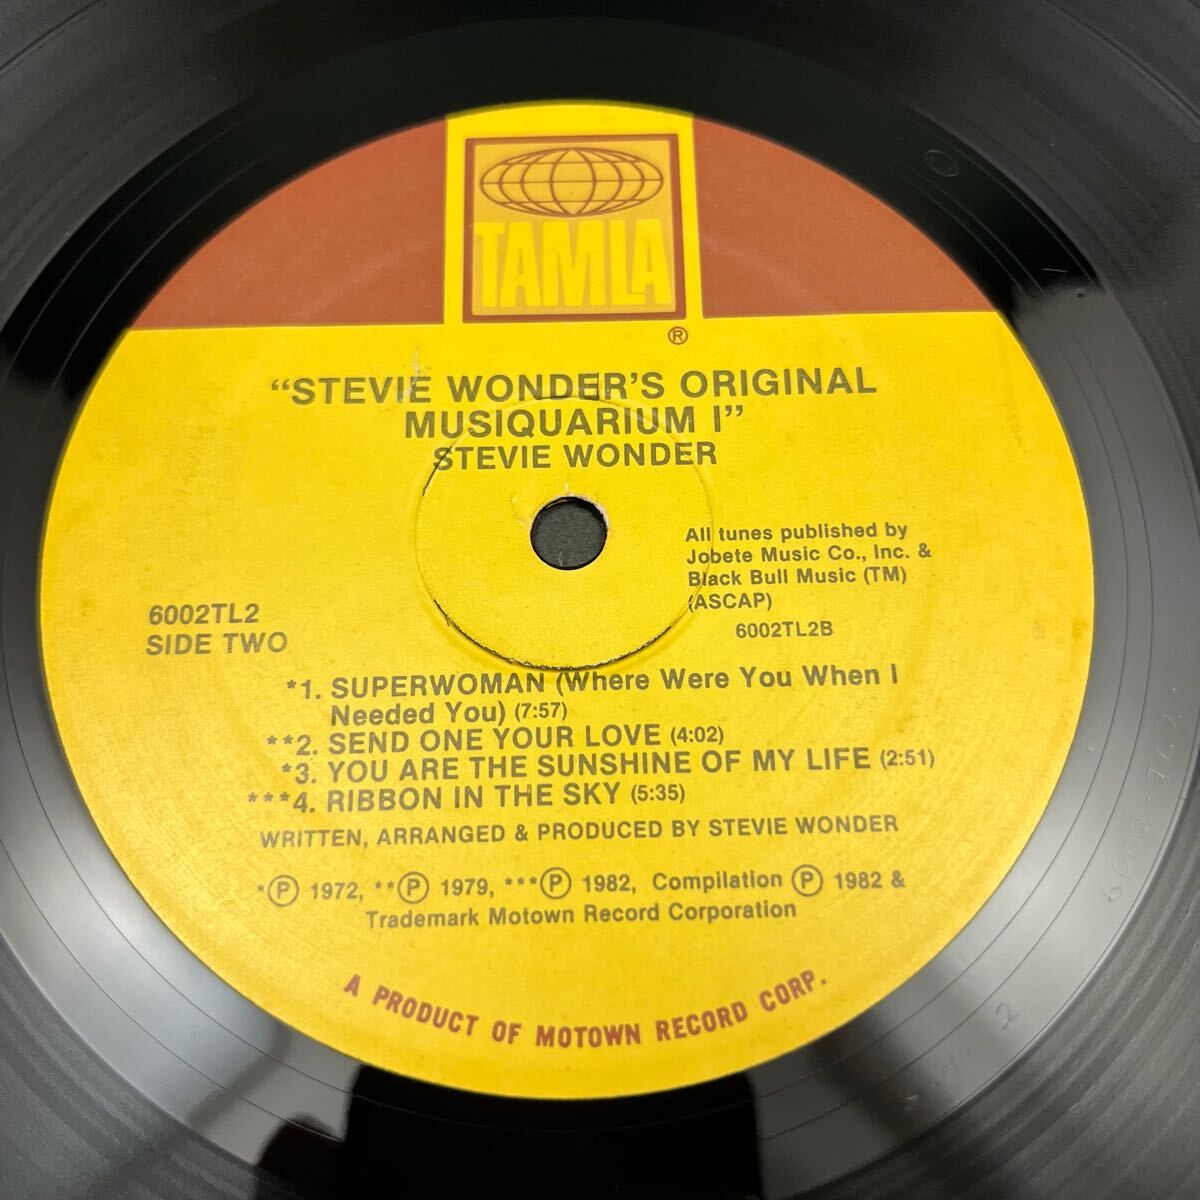 TAMLA
®
“STEVIE WONDER’S ORIGINAL
MUSIQUARIUM I”
STEVIE WONDER
All tunes published by
Jobete Music Co., Inc. &
Black Bull Music (TM)
(ASCAP)
6002TL2B
6002TL2
SIDE TWO
*1. SUPERWOMAN (Where Were You When I
Needed You) (7:57)
**2. SEND ONE YOUR LOVE (4:02)
*3. YOU ARE THE SUNSHINE OF MY LIFE (2:51)
***4. RIBBON IN THE SKY (5:35)
WRITTEN, ARRANGED & PRODUCED BY STEVIE WONDER
*Ⓟ 1972, **Ⓟ 1979, ***Ⓟ 1982, Compilation Ⓟ 1982 &
Trademark Motown Record Corporation
A PRODUCT OF MOTOWN RECORD CORP.